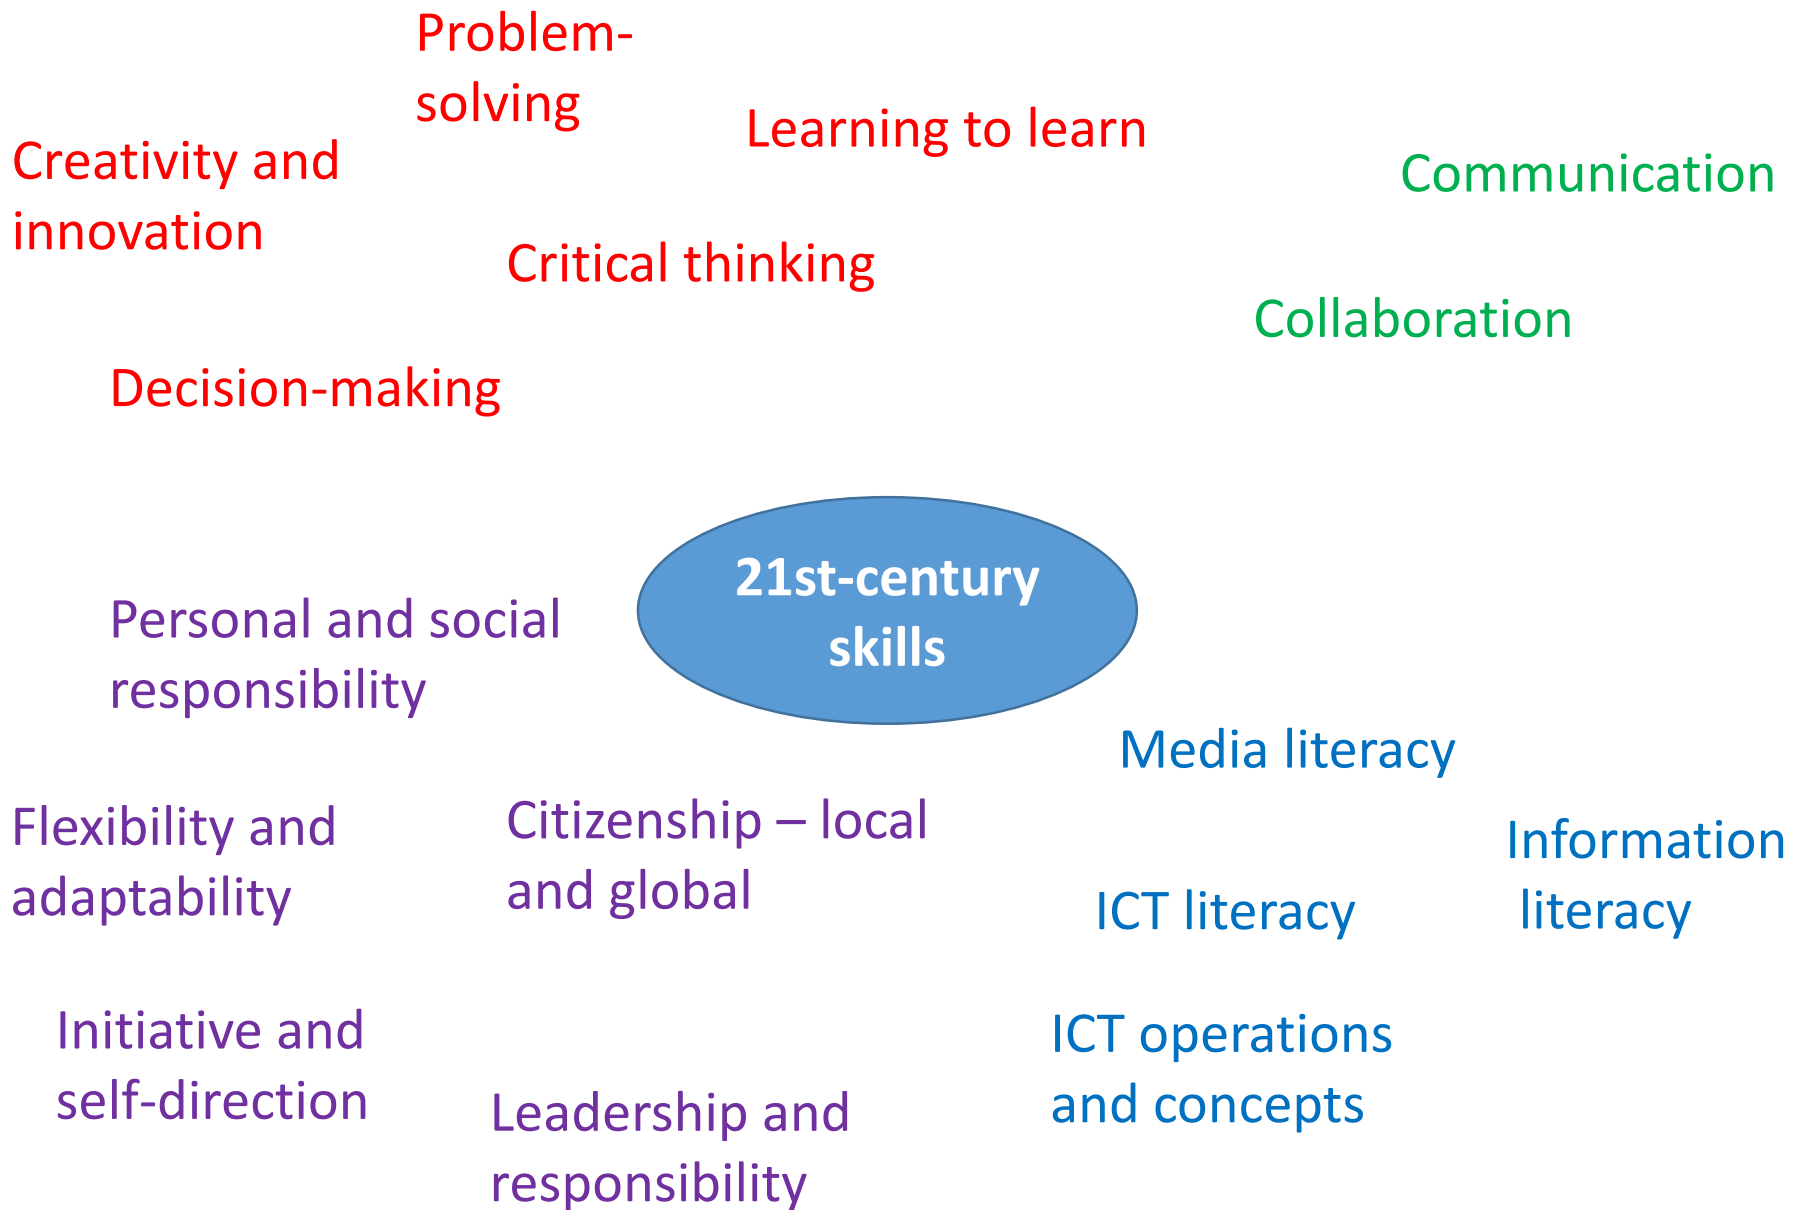 Problem-
solving
Learning to learn
Creativity and
innovation
Communication
Critical thinking
Collaboration
Decision-making
21st-century
skills
Personal and social
responsibility
Media literacy
Flexibility and
adaptability
Citizenship – local
and global
Information
literacy
ICT literacy
Initiative and
self-direction
ICT operations
and concepts
Leadership and
responsibility